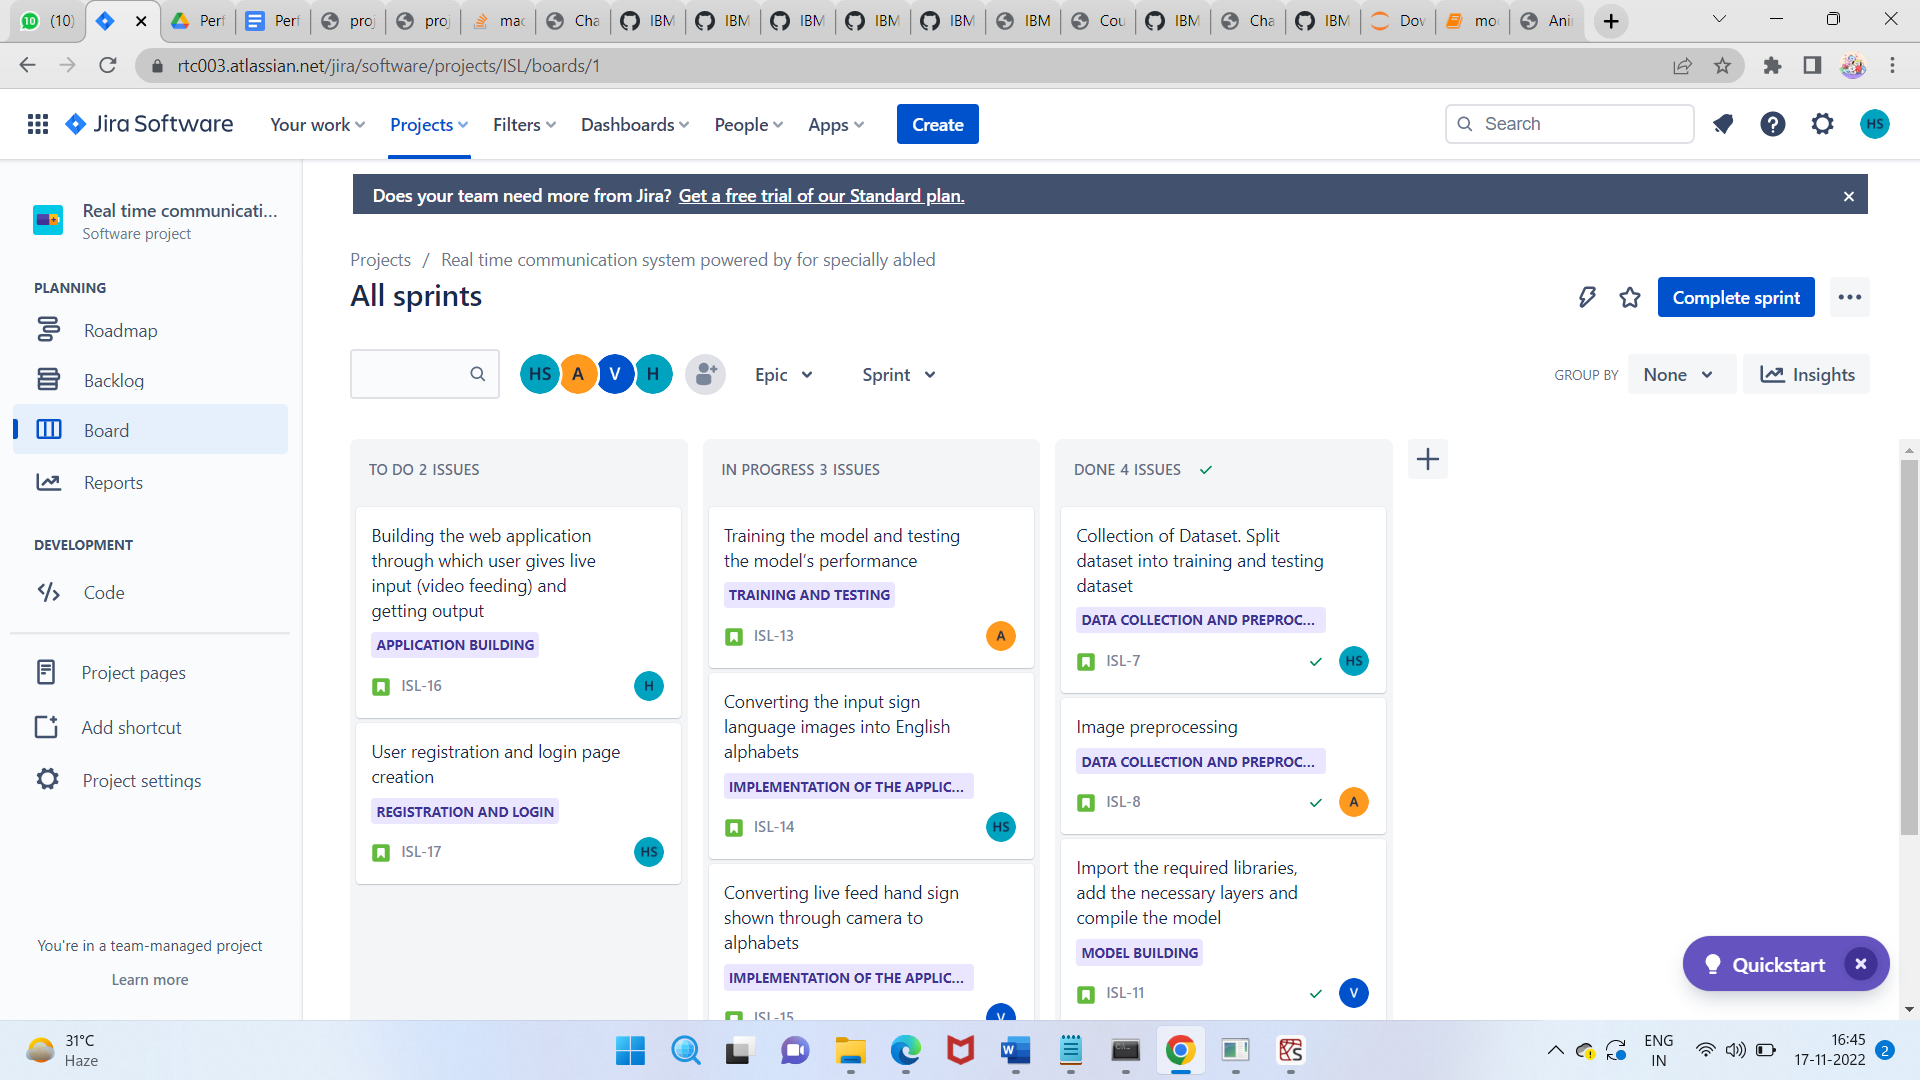 (10)
Perf
Perf
proj
proj
mac
Cha
IBM
IBM
IBM
IBM
IBM
IBM
Cou
IBM
Cha
IBM
Dow
mod
Ani
rtc003.atlassian.net/jira/software/projects/ISL/boards/1
Jira Software
Your work
Projects
Filters
Dashboards
People
Apps
Create
Search
HS
Real time communicati...
Software project
Does your team need more from Jira? Get a free trial of our Standard plan.
Projects / Real time communication system powered by for specially abled
All sprints
Complete sprint
PLANNING
Roadmap
Backlog
Board
Reports
DEVELOPMENT
Code
Project pages
Add shortcut
Project settings
You're in a team-managed project
Learn more
HS A V H
Epic
Sprint
GROUP BY
None
Insights
TO DO 2 ISSUES
Building the web application
through which user gives live
input (video feeding) and
getting output
APPLICATION BUILDING
ISL-16
H
User registration and login page
creation
REGISTRATION AND LOGIN
ISL-17
HS
IN PROGRESS 3 ISSUES
Training the model and testing
the model's performance
TRAINING AND TESTING
ISL-13
A
Converting the input sign
language images into English
alphabets
IMPLEMENTATION OF THE APPLIC...
ISL-14
HS
Converting live feed hand sign
shown through camera to
alphabets
IMPLEMENTATION OF THE APPLIC...
ISL-15
V
DONE 4 ISSUES
Collection of Dataset. Split
dataset into training and testing
dataset
DATA COLLECTION AND PREPROC...
ISL-7
HS
Image preprocessing
DATA COLLECTION AND PREPROC...
ISL-8
A
Import the required libraries,
add the necessary layers and
compile the model
MODEL BUILDING
ISL-11
V
Quickstart
31°C
Haze
ENG
IN
16:45
17-11-2022
2